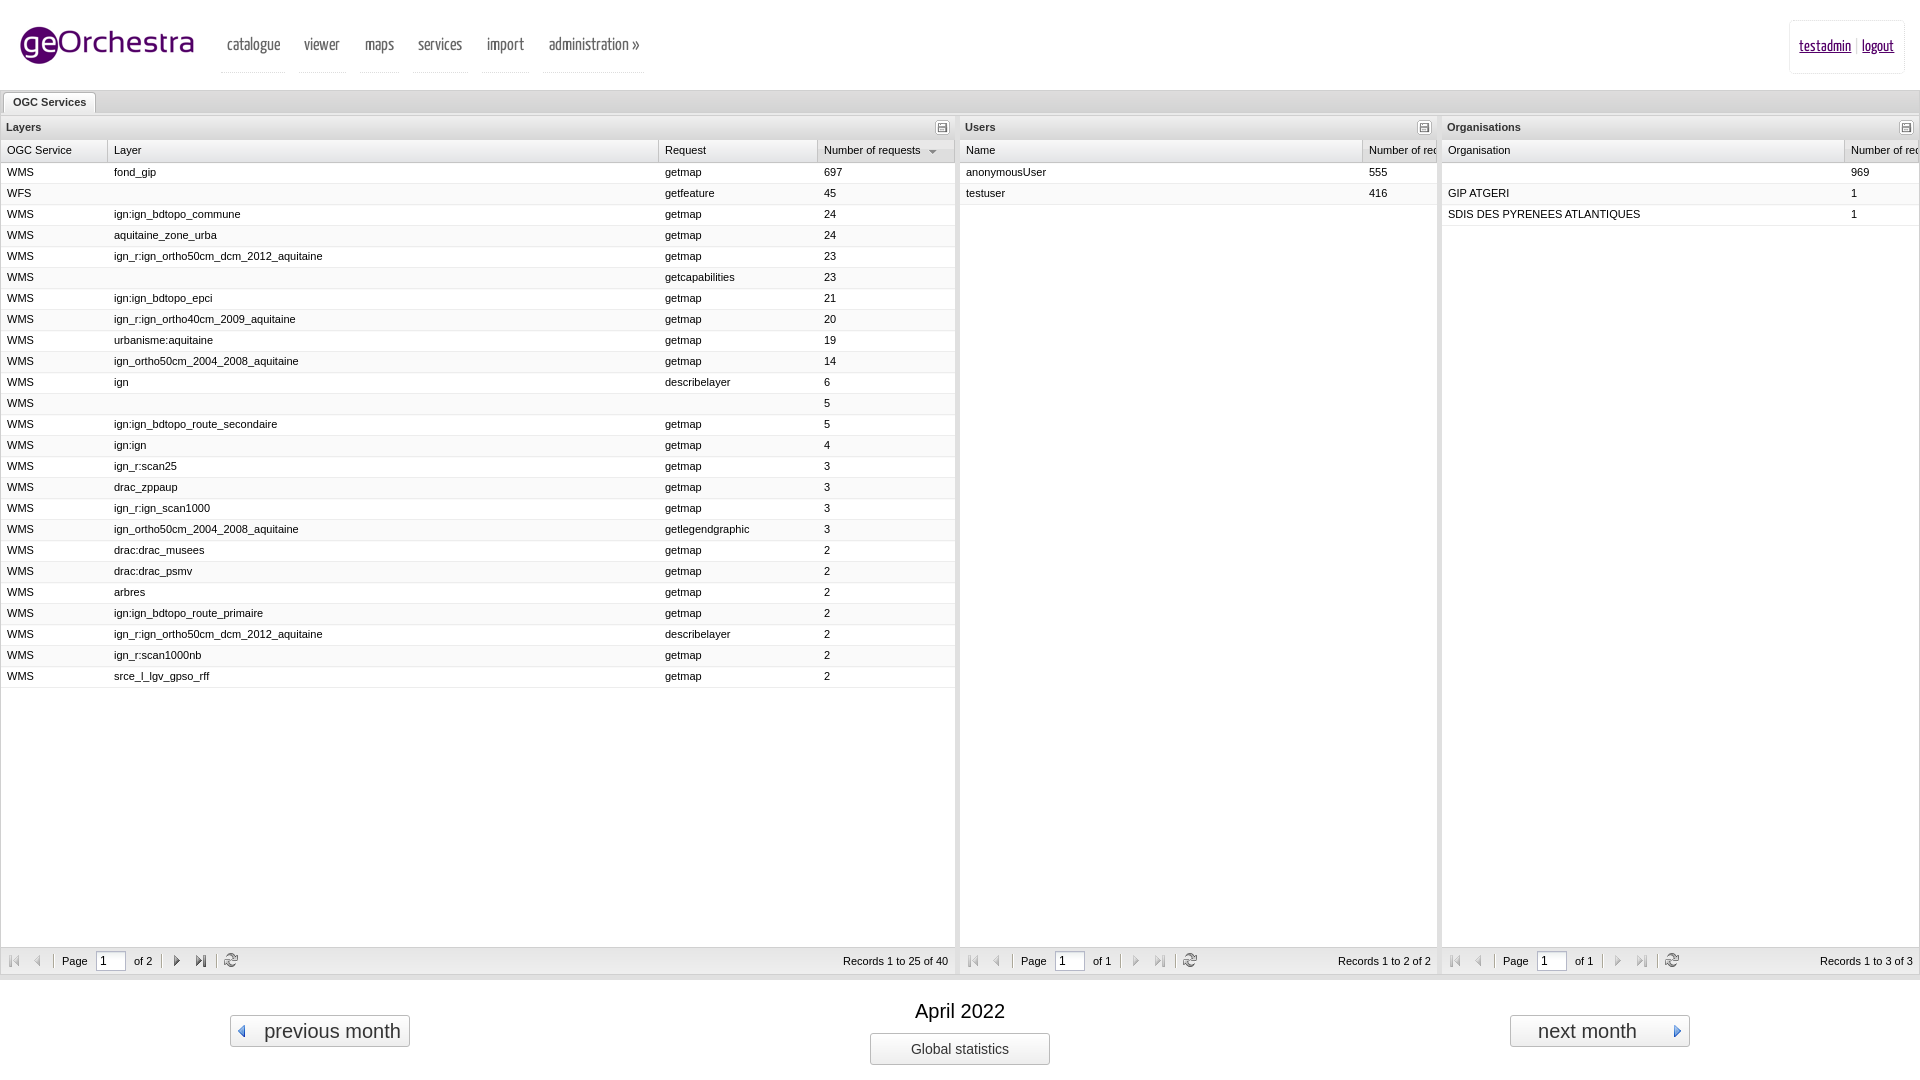 geOrchestra catalogue viewer maps services import administration » testadmin logout
OGC Services
Layers Users Organisations
OGC Service Layer Request Number of requests Name Number of Organisation Number of
WMS fond_gip getmap 697 anonymousUser 555 969
WFS getfeature 45 testuser 416 GIP ATGERI 1
WMS ign:ign_bdtopo_commune getmap 24 SDIS DES PYRENEES ATLANTIQUES 1
WMS aquitaine_zone_urba getmap 24
WMS ign_r:ign_ortho50cm_dcm_2012_aquitaine getmap 23
WMS getcapabilities 23
WMS ign:ign_bdtopo_epci getmap 21
WMS ign_r:ign_ortho40cm_2009_aquitaine getmap 20
WMS urbanisme:aquitaine getmap 19
WMS ign_ortho50cm_2004_2008_aquitaine getmap 14
WMS ign describelayer 6
WMS 5
WMS ign:ign_bdtopo_route_secondaire getmap 5
WMS ign:ign getmap 4
WMS ign_r:scan25 getmap 3
WMS drac_zppaup getmap 3
WMS ign_r:ign_scan1000 getmap 3
WMS ign_ortho50cm_2004_2008_aquitaine getlegendgraphic 3
WMS drac:drac_musees getmap 2
WMS drac:drac_psmv getmap 2
WMS arbres getmap 2
WMS ign:ign_bdtopo_route_primaire getmap 2
WMS ign_r:ign_ortho50cm_dcm_2012_aquitaine describelayer 2
WMS ign_r:scan1000nb getmap 2
WMS srce_l_lgv_gpso_rff getmap 2
Page 1 of 2 Records 1 to 25 of 40 Page 1 of 1 Records 1 to 2 of 2 Page 1 of 1 Records 1 to 3 of 3
April 2022
previous month next month
Global statistics